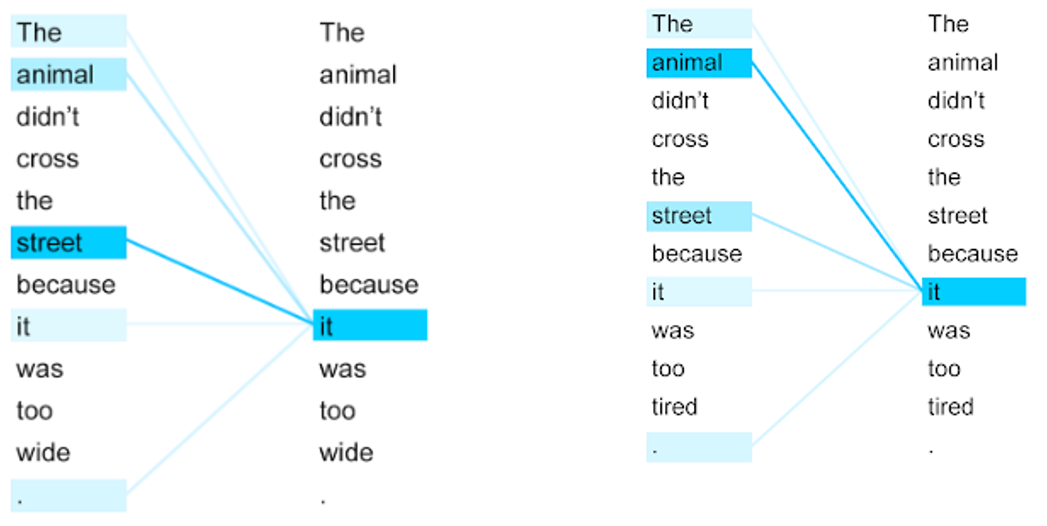 The
animal
didn't
cross
the
street
because
it
was
too
wide
.
The
animal
didn't
cross
the
street
because
it
was
too
wide
.
The
animal
didn't
cross
the
street
because
it
was
too
tired
.
The
animal
didn't
cross
the
street
because
it
was
too
tired
.